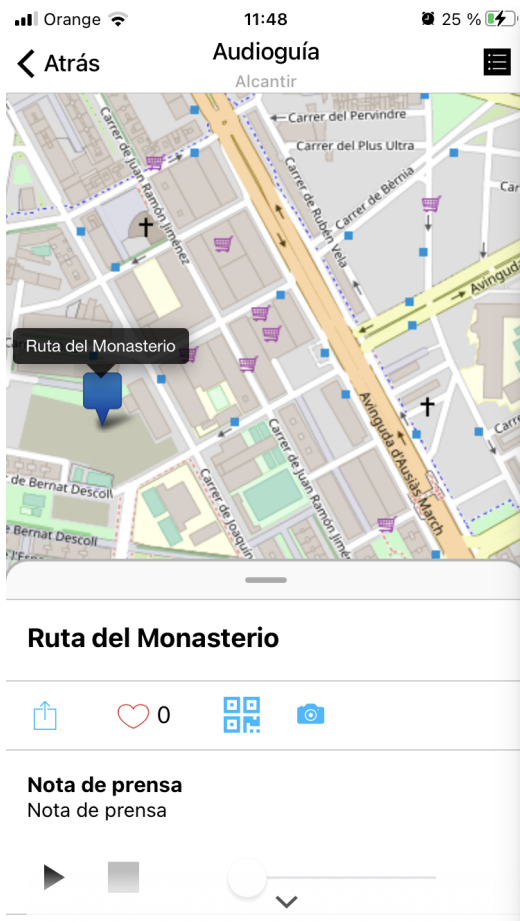 Orange 11:48 25 %
Atrás
Audioguía
Alcantir
Carrer del Pervindre
Carrer del Plus Ultra
Carrer de Juan Ramón Jiménez
Carrer de Rubén Vela
Carrer de Bèrnia
Avinguda
Ruta del Monasterio
Avinguda d'Ausiàs March
Carrer de Juan Ramón Jiméne
Carrer de Joaquín
de Bernat Descoll
Bernat Descoll
Ruta del Monasterio
0
Nota de prensa
Nota de prensa